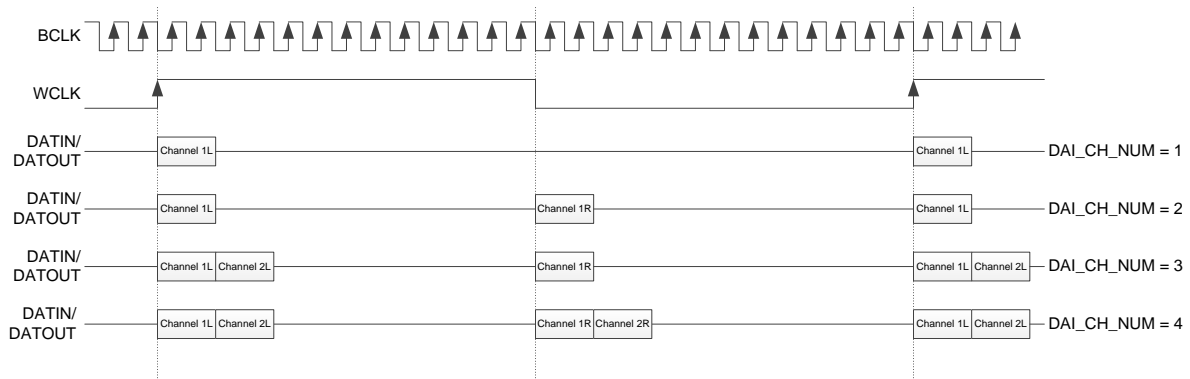 BCLK
WCLK
DATIN/
DATOUT
Channel 1L
Channel 1L
DAI_CH_NUM = 1
DATIN/
DATOUT
Channel 1L
Channel 1R
Channel 1L
DAI_CH_NUM = 2
DATIN/
DATOUT
Channel 1L
Channel 2L
Channel 1R
Channel 1L
Channel 2L
DAI_CH_NUM = 3
DATIN/
DATOUT
Channel 1L
Channel 2L
Channel 1R
Channel 2R
Channel 1L
Channel 2L
DAI_CH_NUM = 4